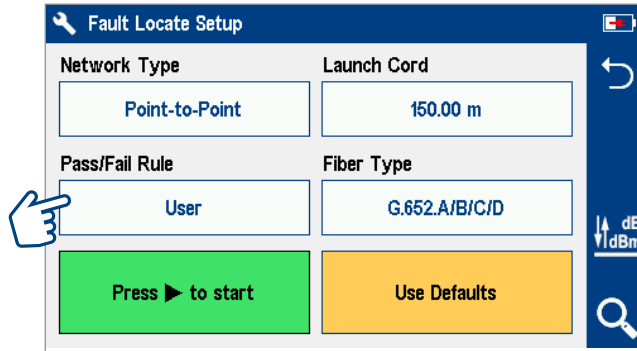 Fault Locate Setup
Network Type
Launch Cord
Point-to-Point
150.00 m
Pass/Fail Rule
Fiber Type
User
G.652.A/B/C/D
Press ▶ to start
Use Defaults
dB
dBm